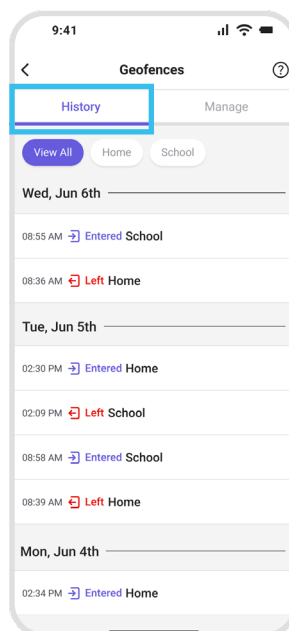 9:41
Geofences ?
History Manage
View All Home School
Wed, Jun 6th
08:55 AM Entered School
08:36 AM Left Home
Tue, Jun 5th
02:30 PM Entered Home
02:09 PM Left School
08:58 AM Entered School
08:39 AM Left Home
Mon, Jun 4th
02:34 PM Entered Home